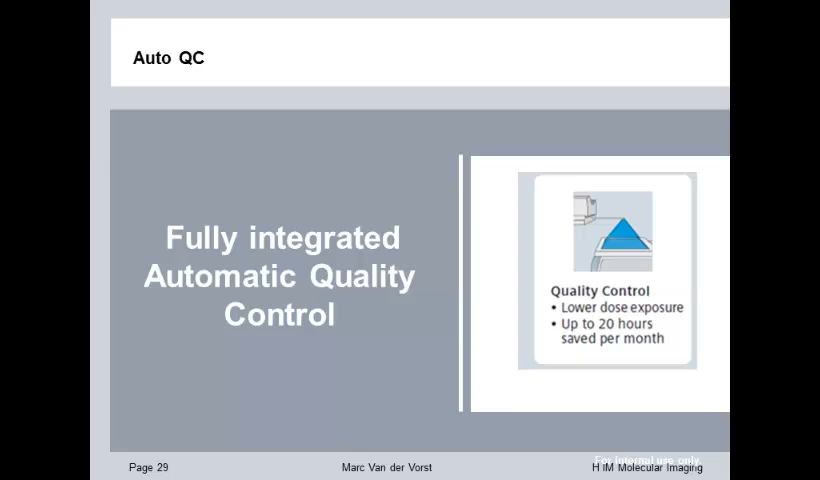 Auto QC
Fully integrated
Automatic Quality
Control
Quality Control
• Lower dose exposure
• Up to 20 hours
saved per month
For internal use only
Page 29
Marc Van der Vorst
H IM Molecular Imaging